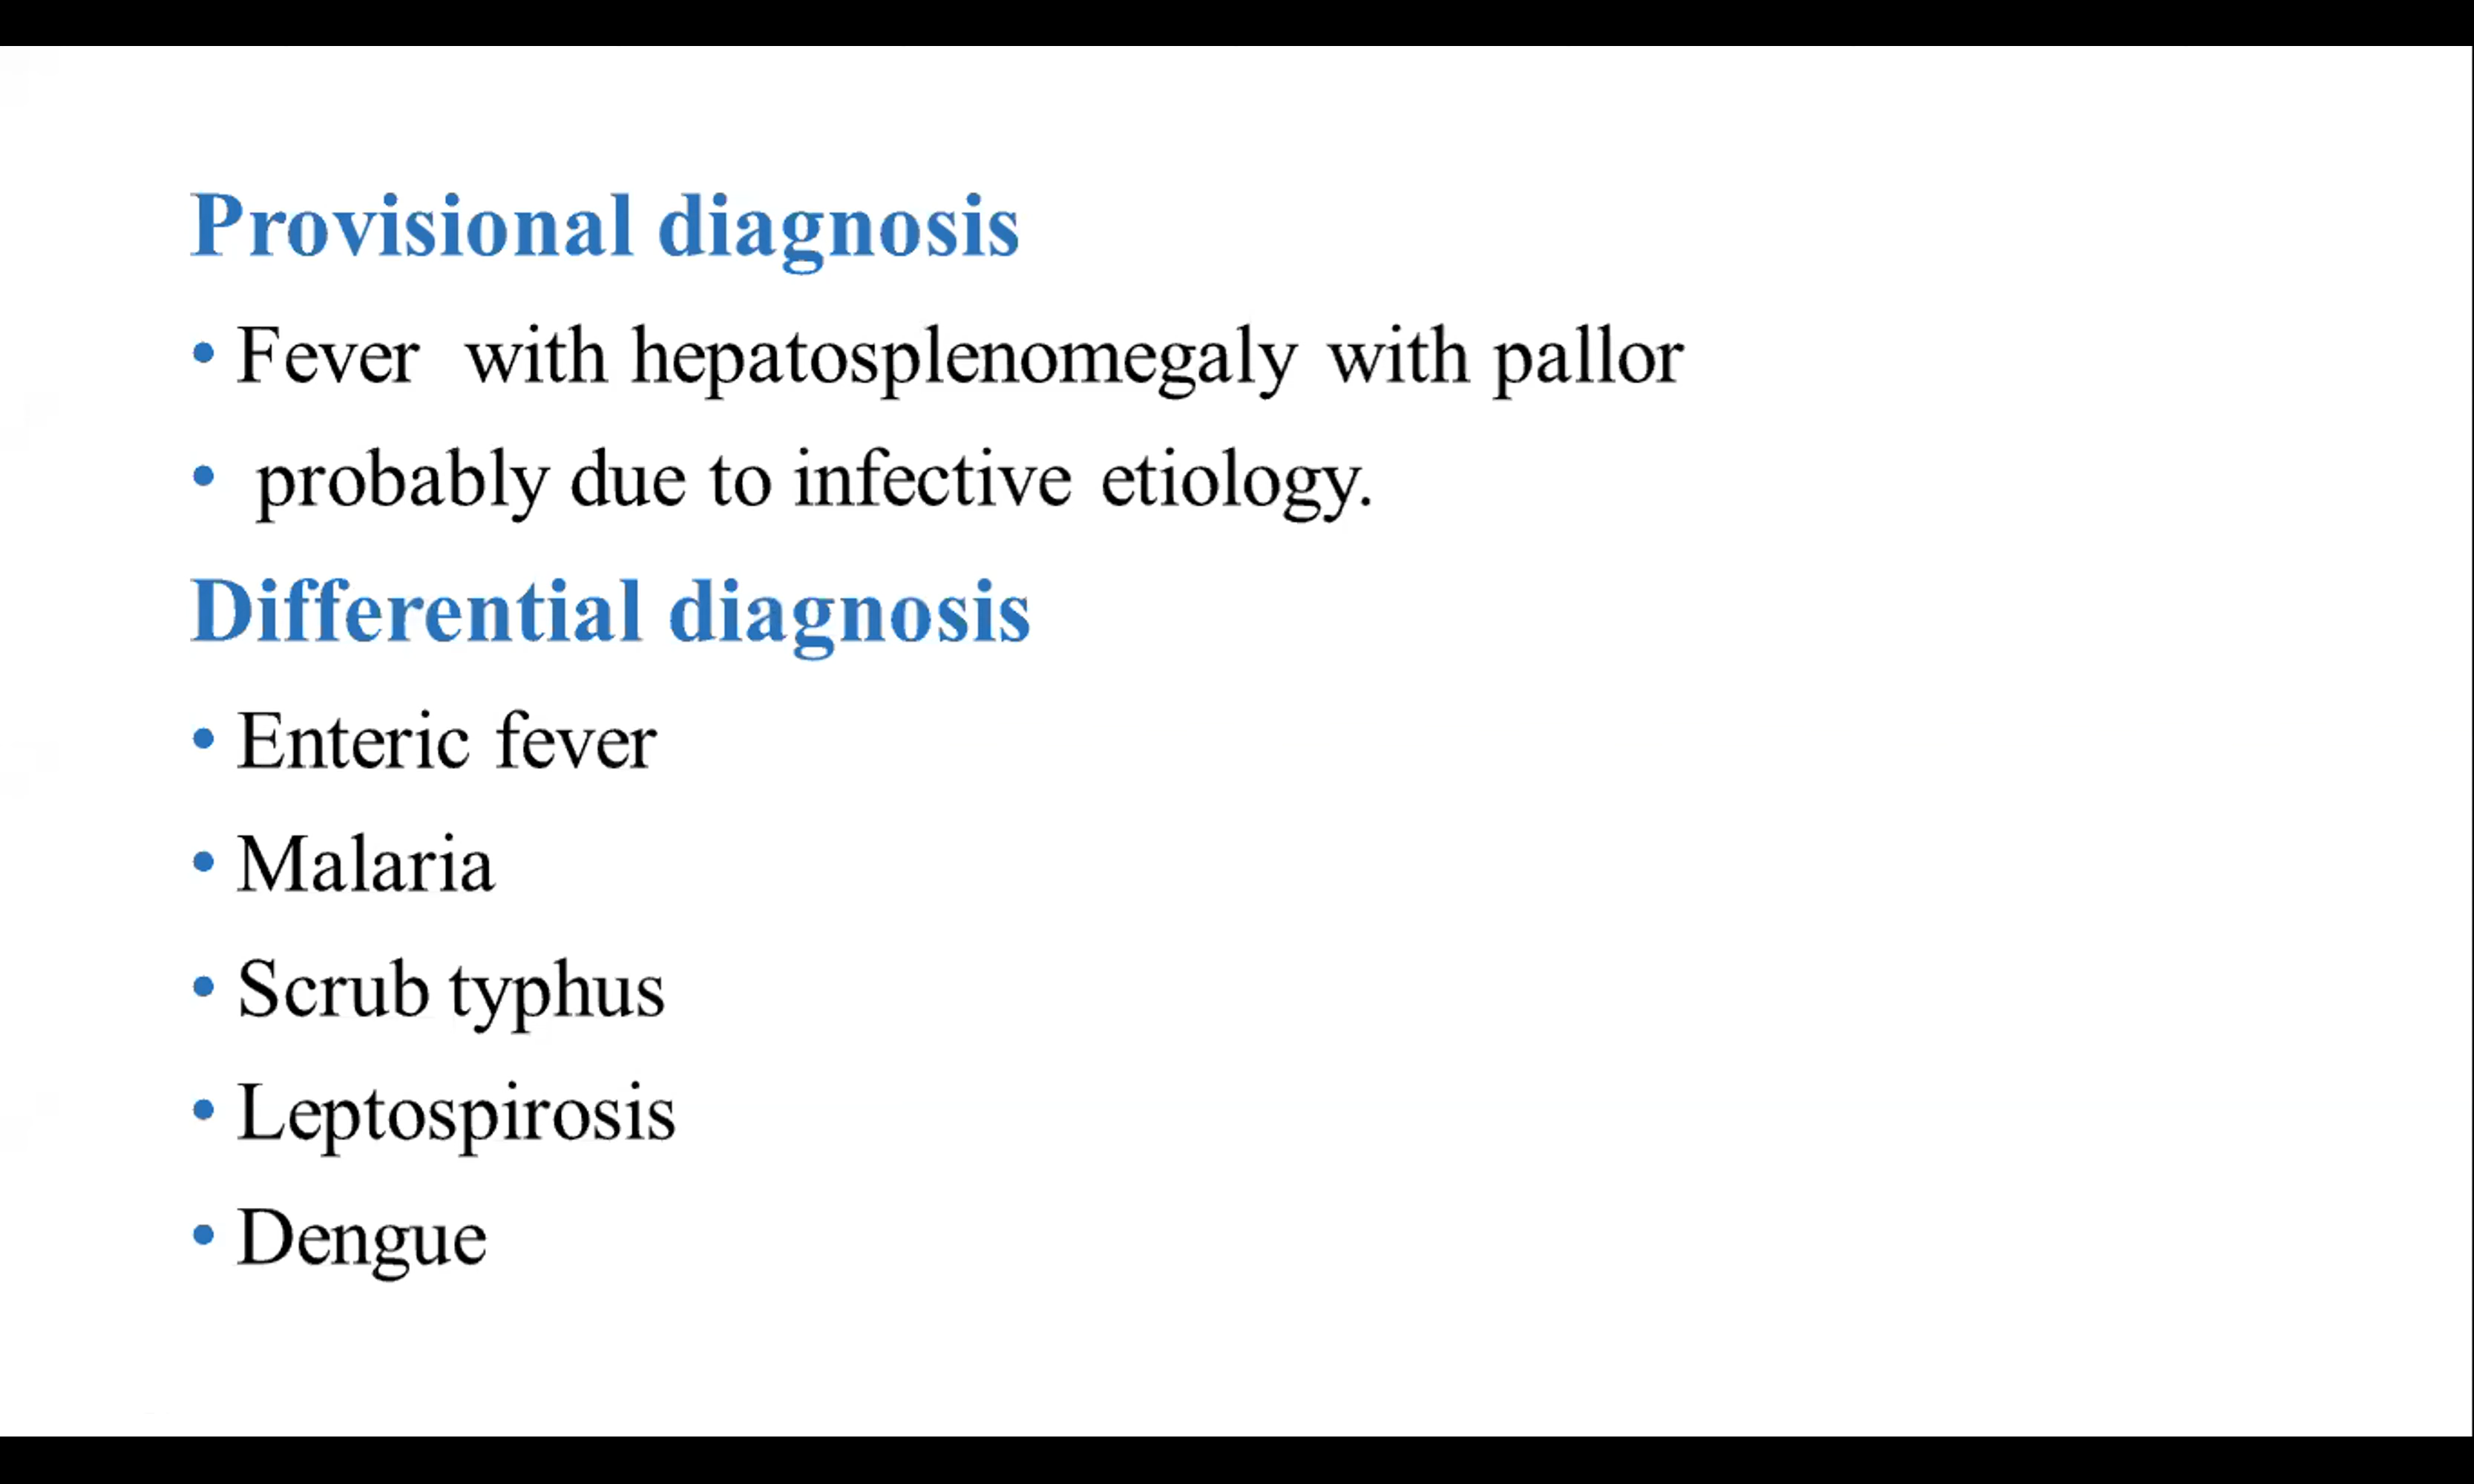 Provisional diagnosis
• Fever with hepatosplenomegaly with pallor
• probably due to infective etiology.
Differential diagnosis
• Enteric fever
• Malaria
• Scrub typhus
• Leptospirosis
• Dengue